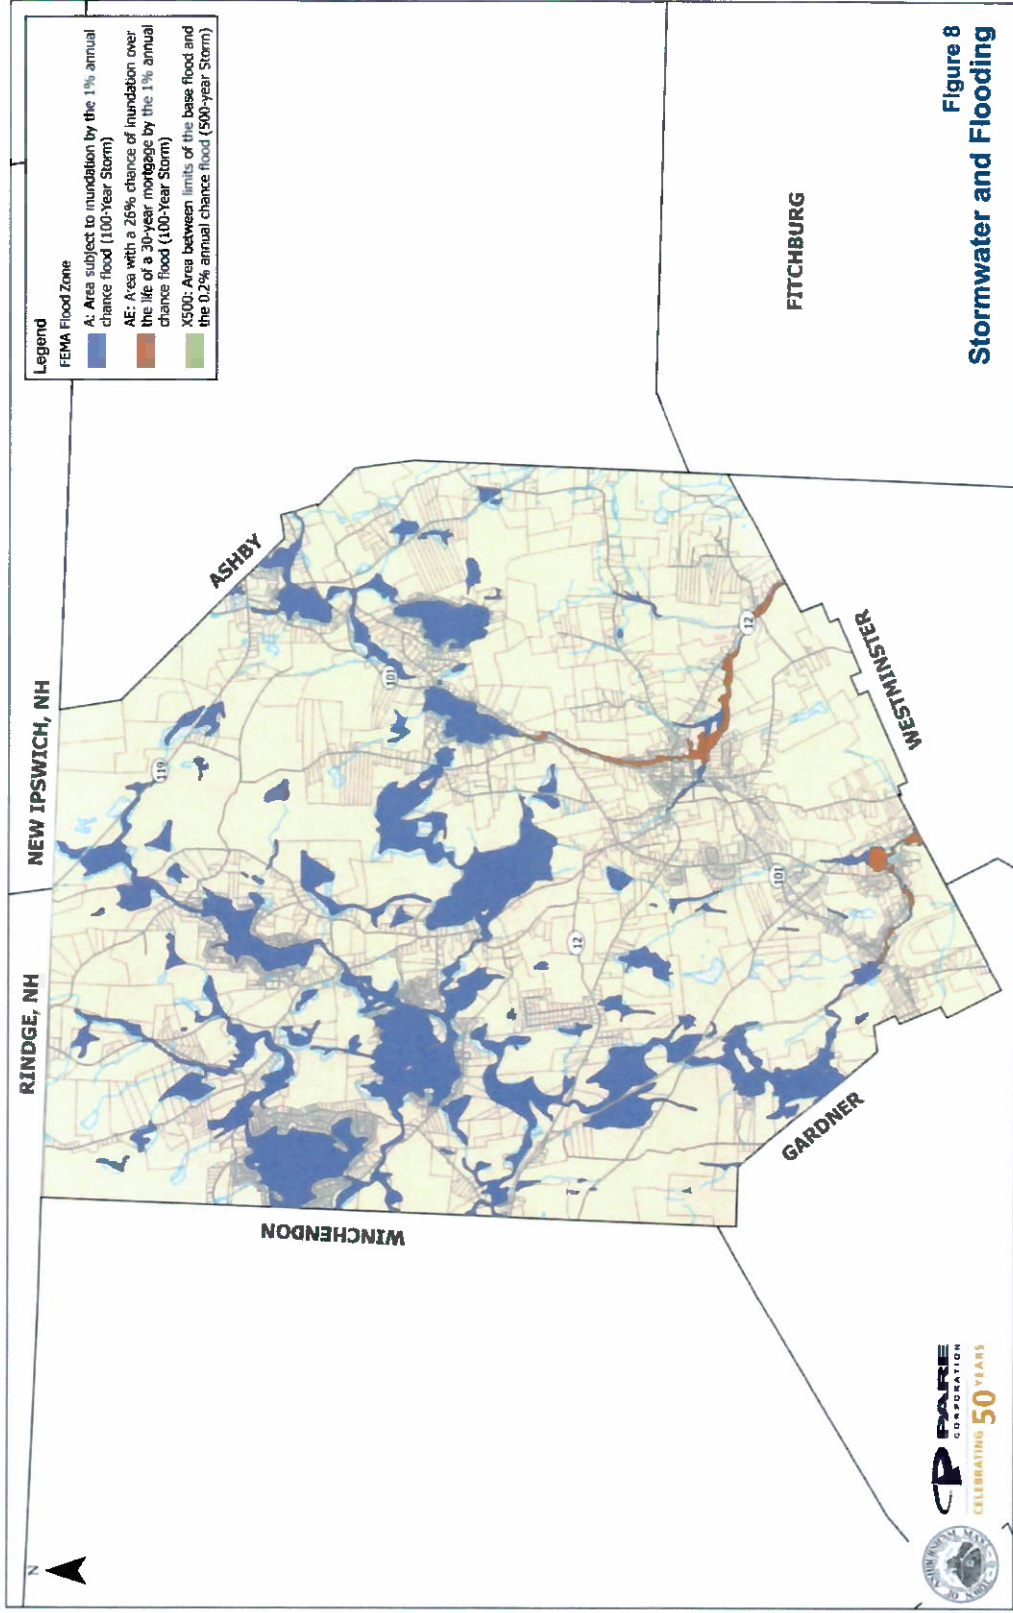 N
RINDGE, NH
NEW IPSWICH, NH
Legend
FEMA Flood Zone
A: Area subject to inundation by the 1% annual
chance flood (100-Year Storm)
AE: Area with a 26% chance of inundation over
the life of a 30-year mortgage by the 1% annual
chance flood (100-Year Storm)
X500: Area between limits of the base flood and
the 0.2% annual chance flood (500-year Storm)
119
ASHBY
101
WINCHENDON
12
12
101
GARDNER
WESTMINSTER
FITCHBURG
PARE
CORPORATION
CELEBRATING 50 YEARS
Figure 8
Stormwater and Flooding